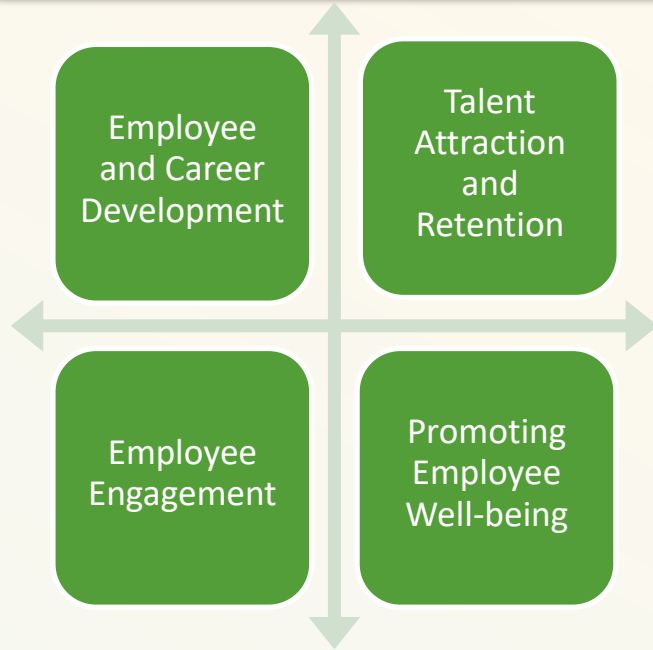 Employee
and Career
Development
Talent
Attraction
and
Retention
Employee
Engagement
Promoting
Employee
Well-being